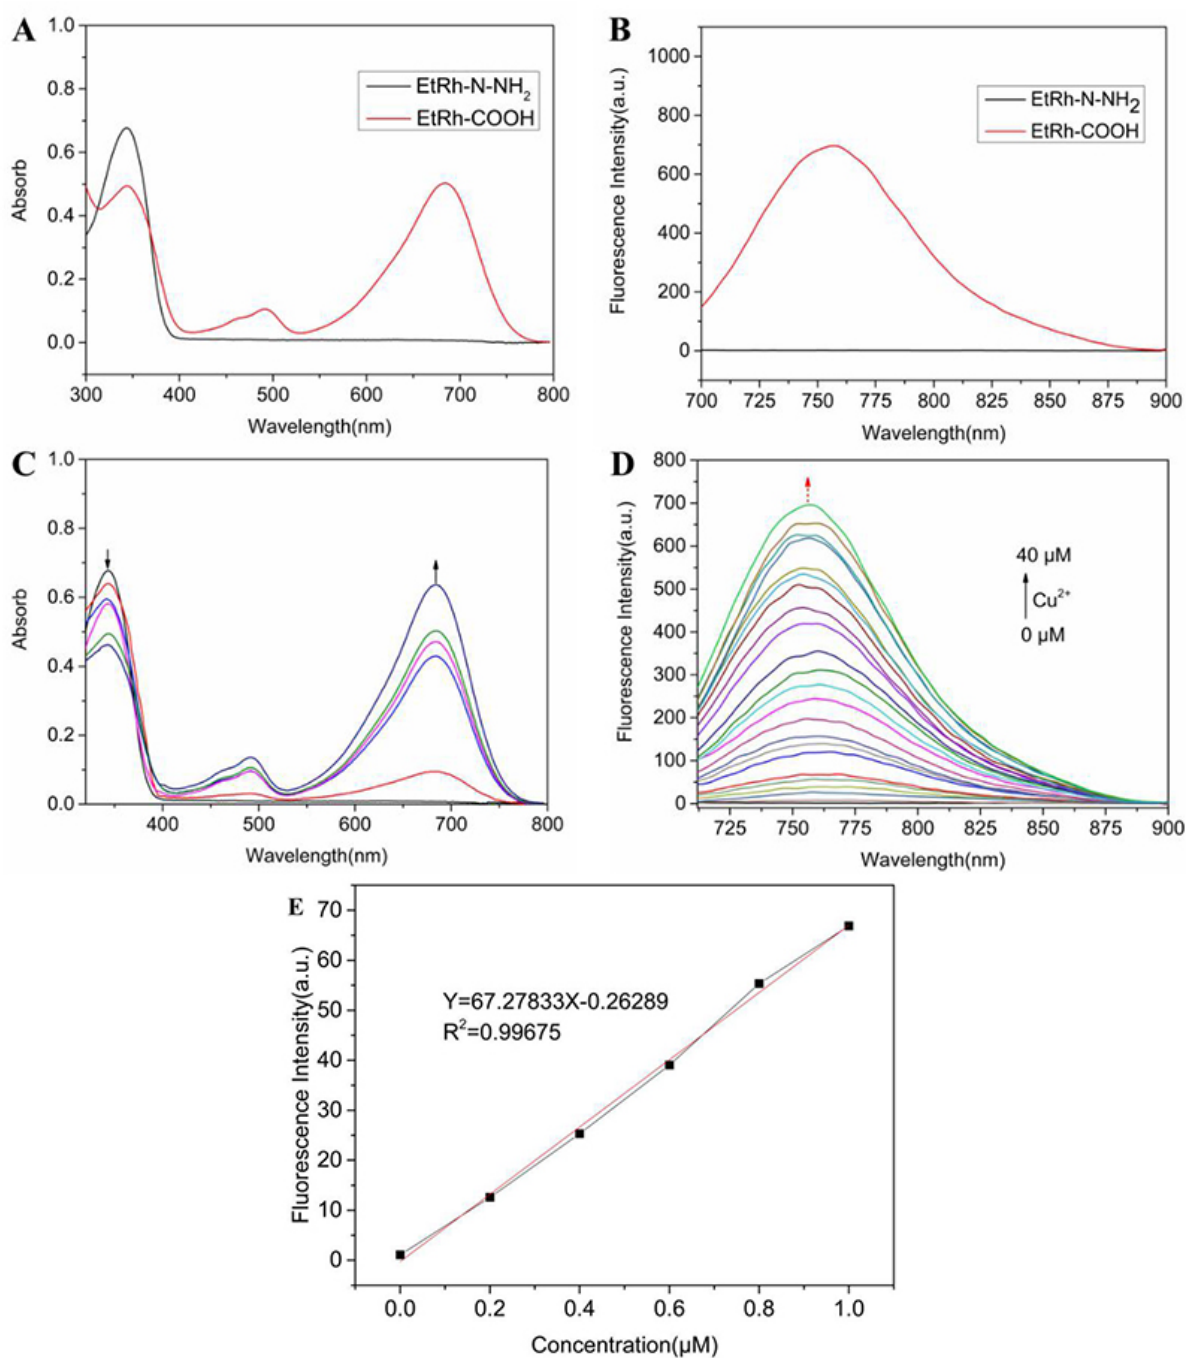 A
1.0
0.8
0.6
0.4
0.2
0.0
Absorb
EtRh-N-NH2
EtRh-COOH
300 400 500 600 700 800
Wavelength(nm)
B
1000
800
600
400
200
0
Fluorescence Intensity(a.u.)
EtRh-N-NH2
EtRh-COOH
700 725 750 775 800 825 850 875 900
Wavelength(nm)
C
1.0
0.8
0.6
0.4
0.2
0.0
Absorb
400 500 600 700 800
Wavelength(nm)
D
800
700
600
500
400
300
200
100
0
Fluorescence Intensity(a.u.)
40 μM
Cu2+
0 μM
725 750 775 800 825 850 875 900
Wavelength(nm)
E
70
60
50
40
30
20
10
0
Fluorescence Intensity(a.u.)
Y=67.27833X-0.26289
R2=0.99675
0.0 0.2 0.4 0.6 0.8 1.0
Concentration(μM)